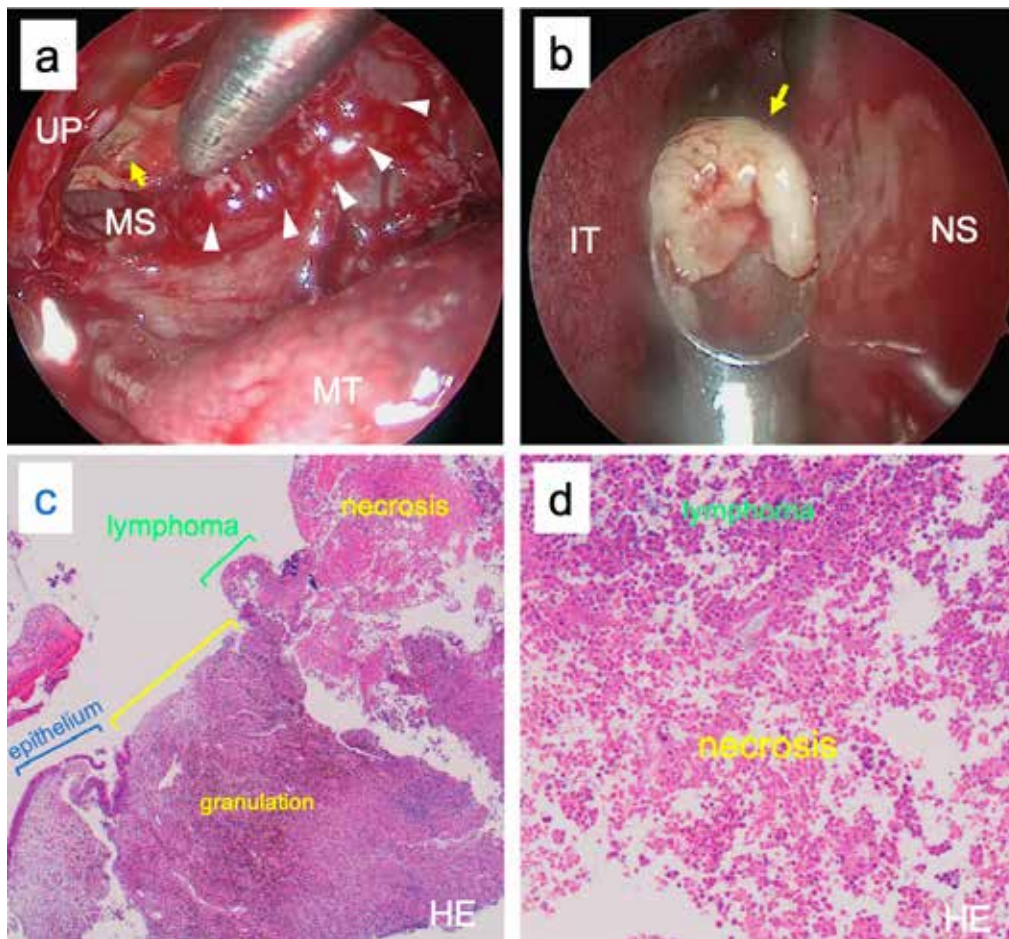 a
UP
MS
MT
b
IT
NS
c
lymphoma
necrosis
epithelium
granulation
HE
d
lymphoma
necrosis
HE